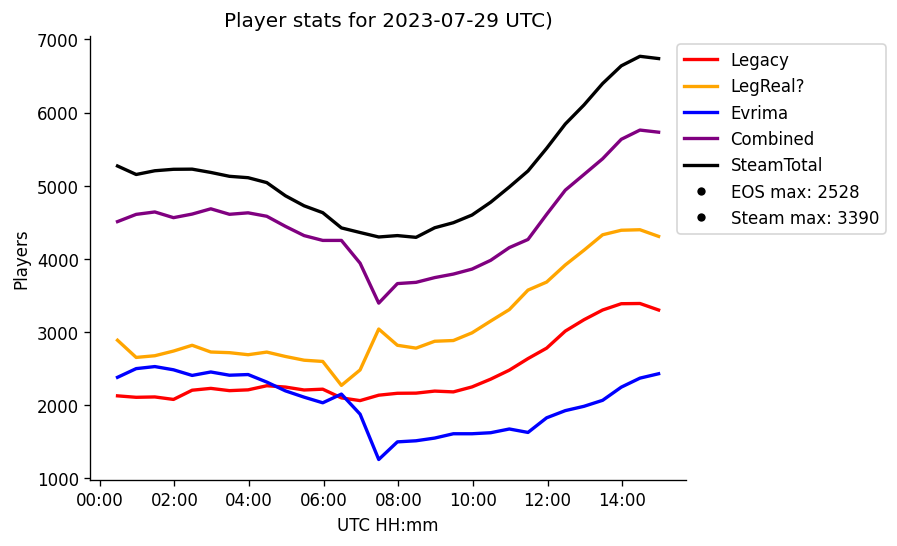 Player stats for 2023-07-29 UTC)
7000
6000
5000
4000
3000
2000
1000
Players
00:00 02:00 04:00 06:00 08:00 10:00 12:00 14:00
UTC HH:mm
Legacy
LegReal?
Evrima
Combined
SteamTotal
EOS max: 2528
Steam max: 3390